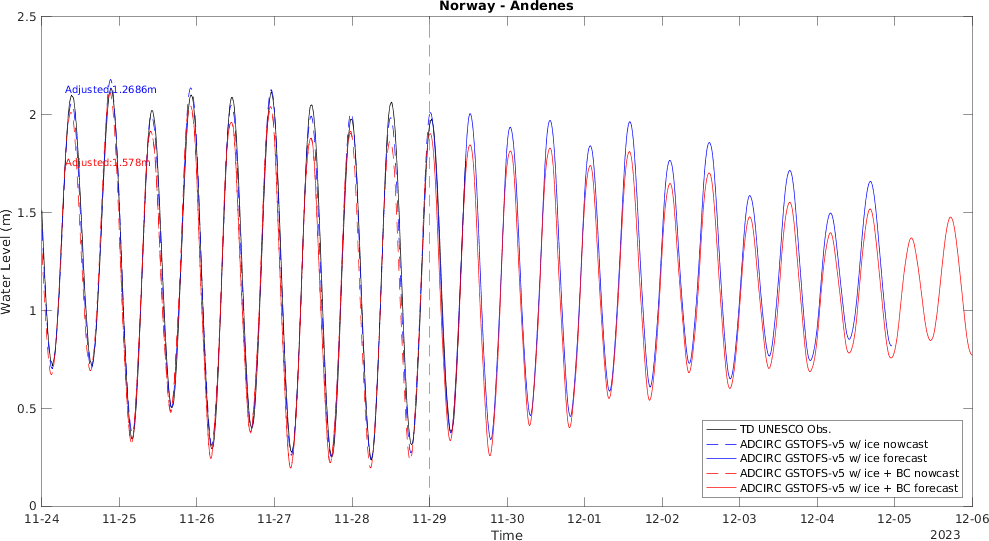 Norway - Andenes
2.5
2
1.5
1
0.5
0
Water Level (m)
Adjusted:1.2686m
Adjusted:1.578m
TD UNESCO Obs.
ADCIRC GSTOFS-v5 w/ ice nowcast
ADCIRC GSTOFS-v5 w/ ice forecast
ADCIRC GSTOFS-v5 w/ ice + BC nowcast
ADCIRC GSTOFS-v5 w/ ice + BC forecast
11-24 11-25 11-26 11-27 11-28 11-29 11-30 12-01 12-02 12-03 12-04 12-05 12-06
Time
2023